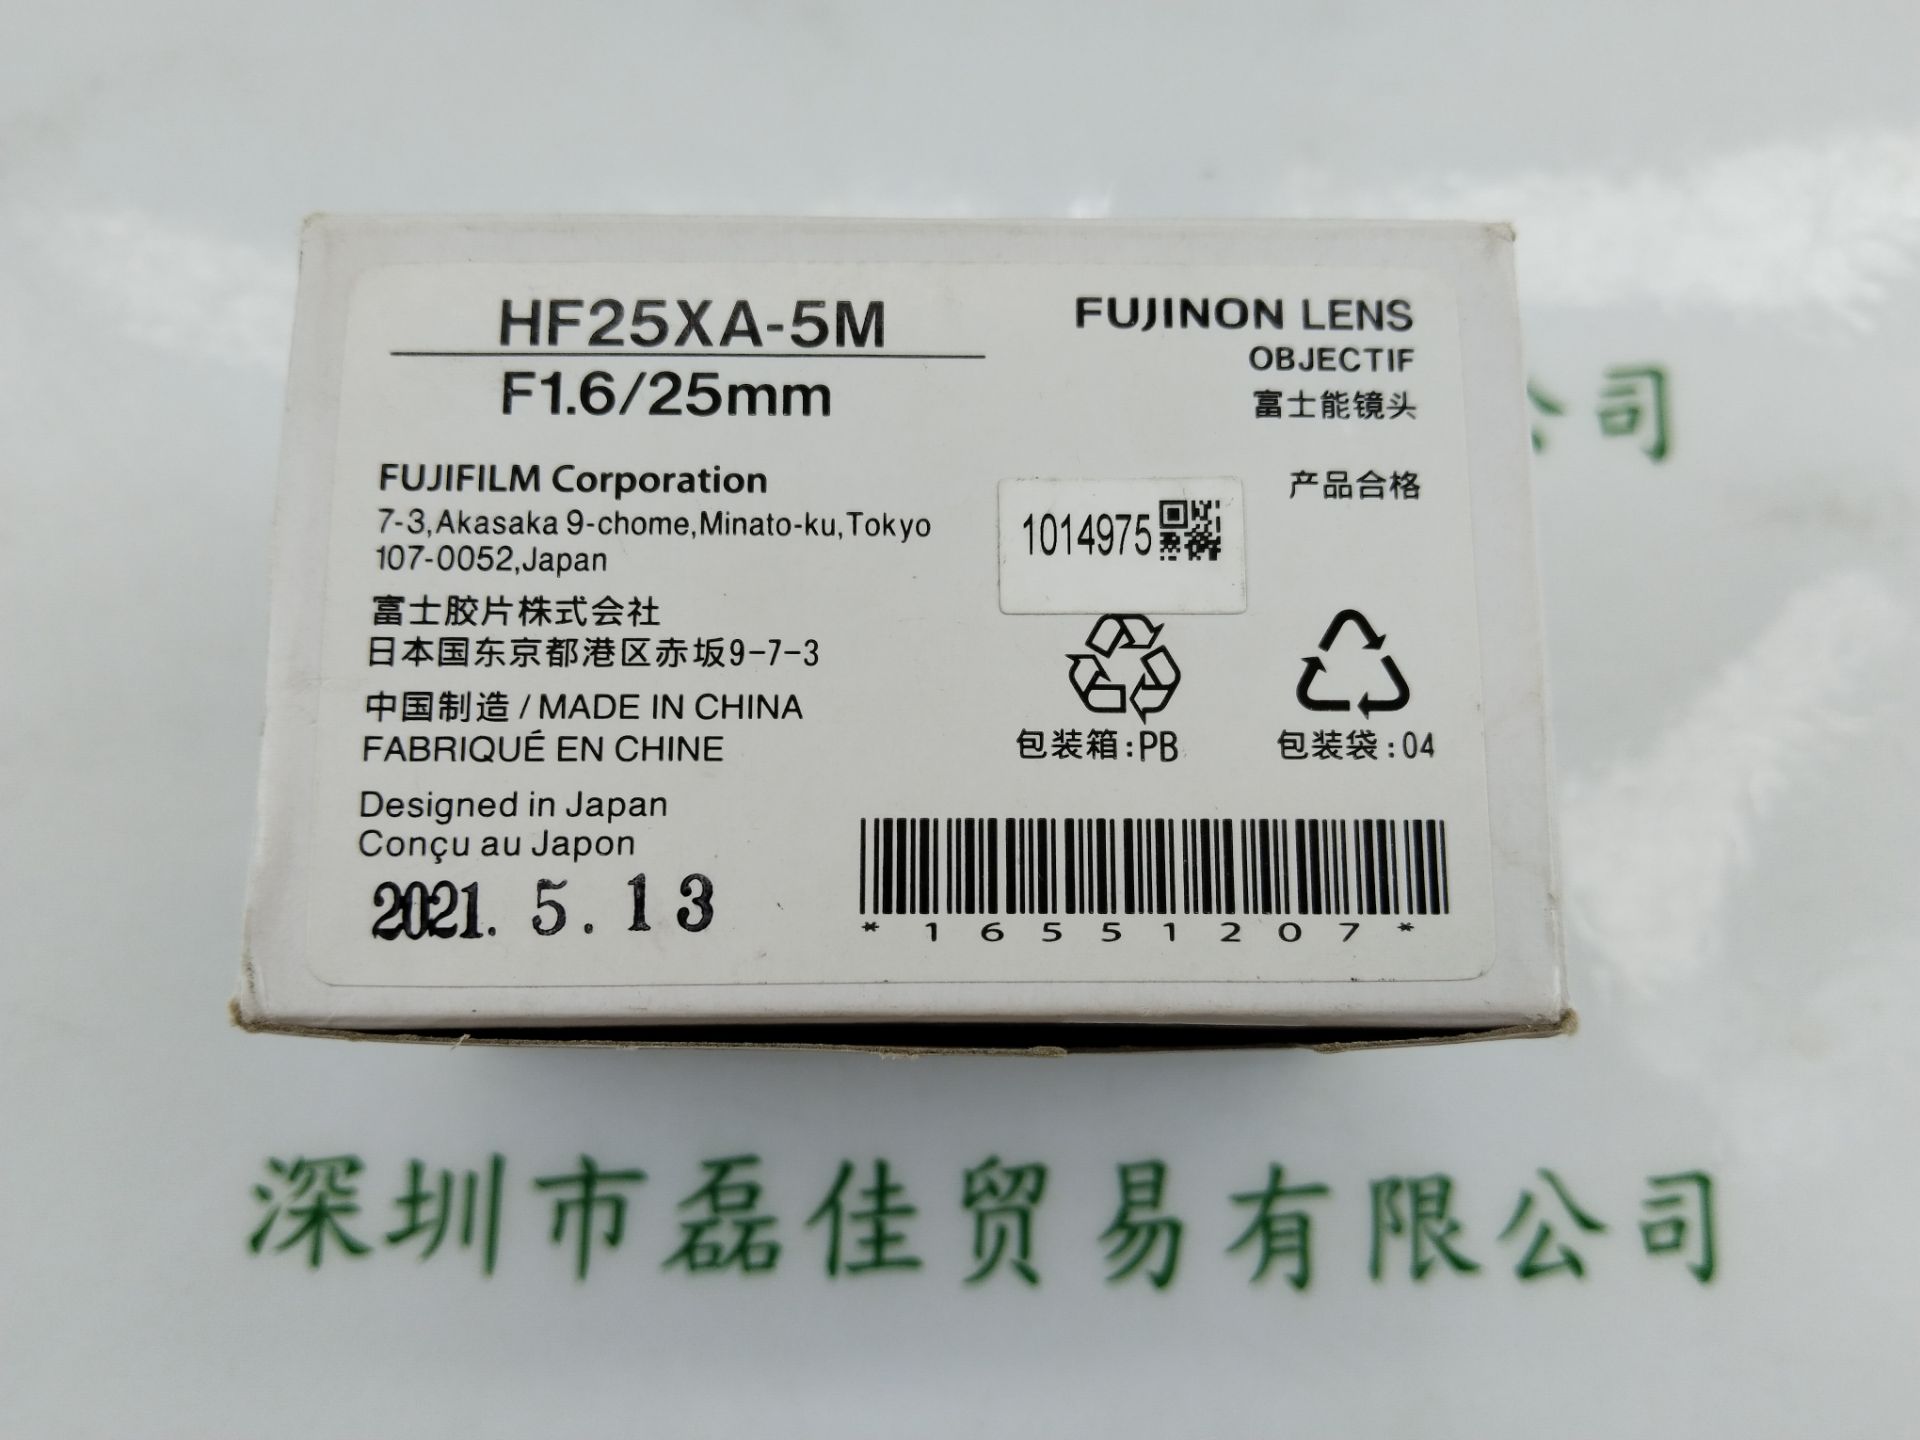 HF25XA-5M
F1.6/25mm
FUJINON LENS
OBJECTIF
富士能镜头
产品合格
FUJIFILM Corporation
7-3,Akasaka 9-chome,Minato-ku,Tokyo
107-0052,Japan
1014975
富士胶片株式会社
日本国东京都港区赤坂9-7-3
中国制造/MADE IN CHINA
FABRIQUÉ EN CHINE
包装箱:PB
包装袋:04
Designed in Japan
Conçu au Japon
2021. 5. 13
*16551207*
公司
深圳市磊佳贸易有限公司